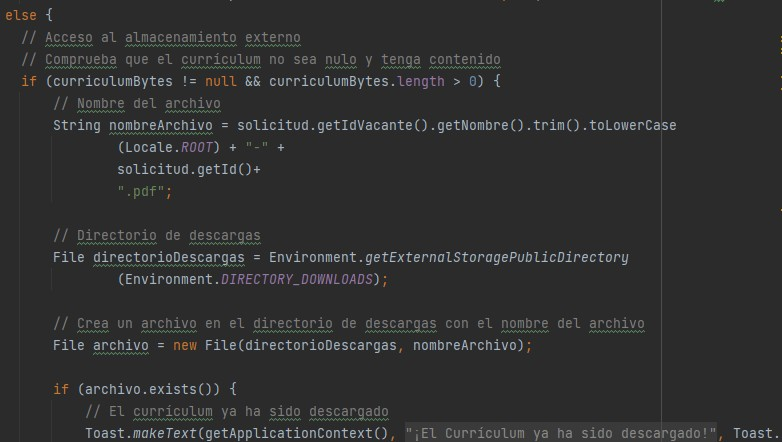 else {
// Acceso al almacenamiento externo
// Comprueba que el currículum no sea nulo y tenga contenido
if (curriculumBytes != null && curriculumBytes.length > 0) {
// Nombre del archivo
String nombreArchivo = solicitud.getIdVacante().getNombre().trim().toLowerCase
(Locale.ROOT) + "-" +
solicitud.getId()+
".pdf";
// Directorio de descargas
File directorioDescargas = Environment.getExternalStoragePublicDirectory
(Environment.DIRECTORY_DOWNLOADS);
// Crea un archivo en el directorio de descargas con el nombre del archivo
File archivo = new File(directorioDescargas, nombreArchivo);
if (archivo.exists()) {
// El currículum ya ha sido descargado
Toast.makeText(getApplicationContext(), "¡El Currículum ya ha sido descargado!", Toast.